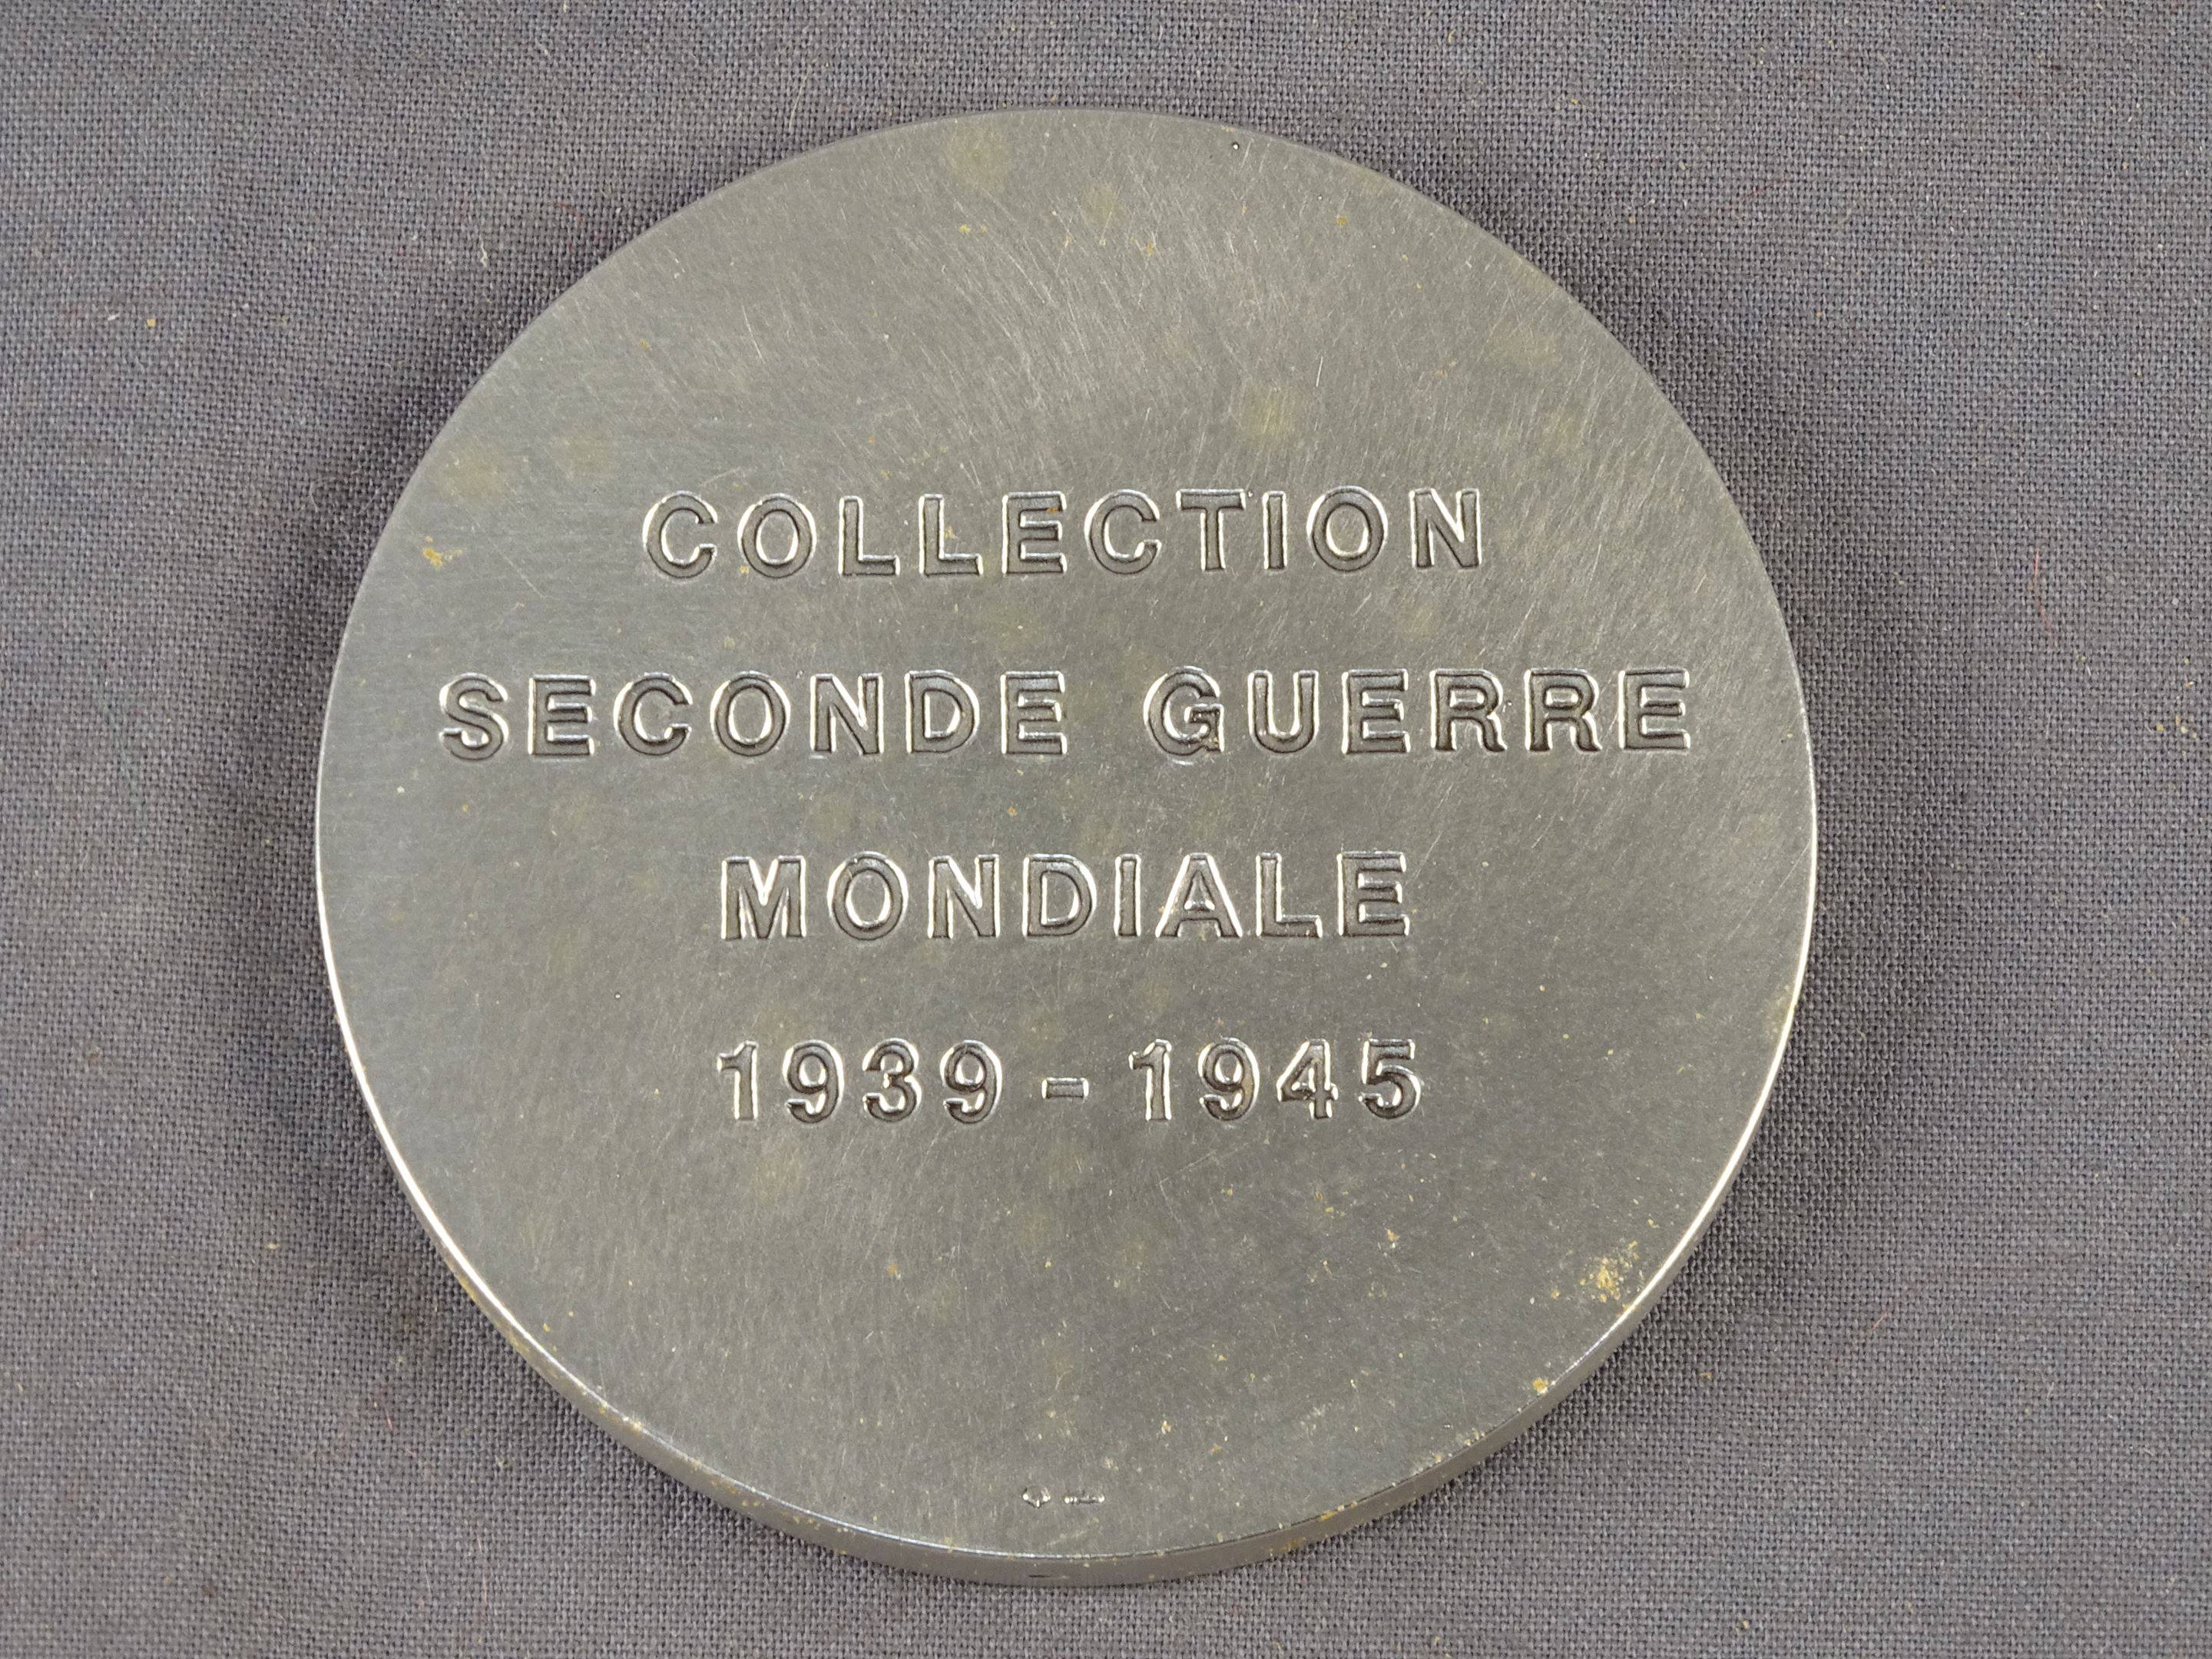 COLLECTION
SECONDE GUERRE
MONDIALE
1939 - 1945